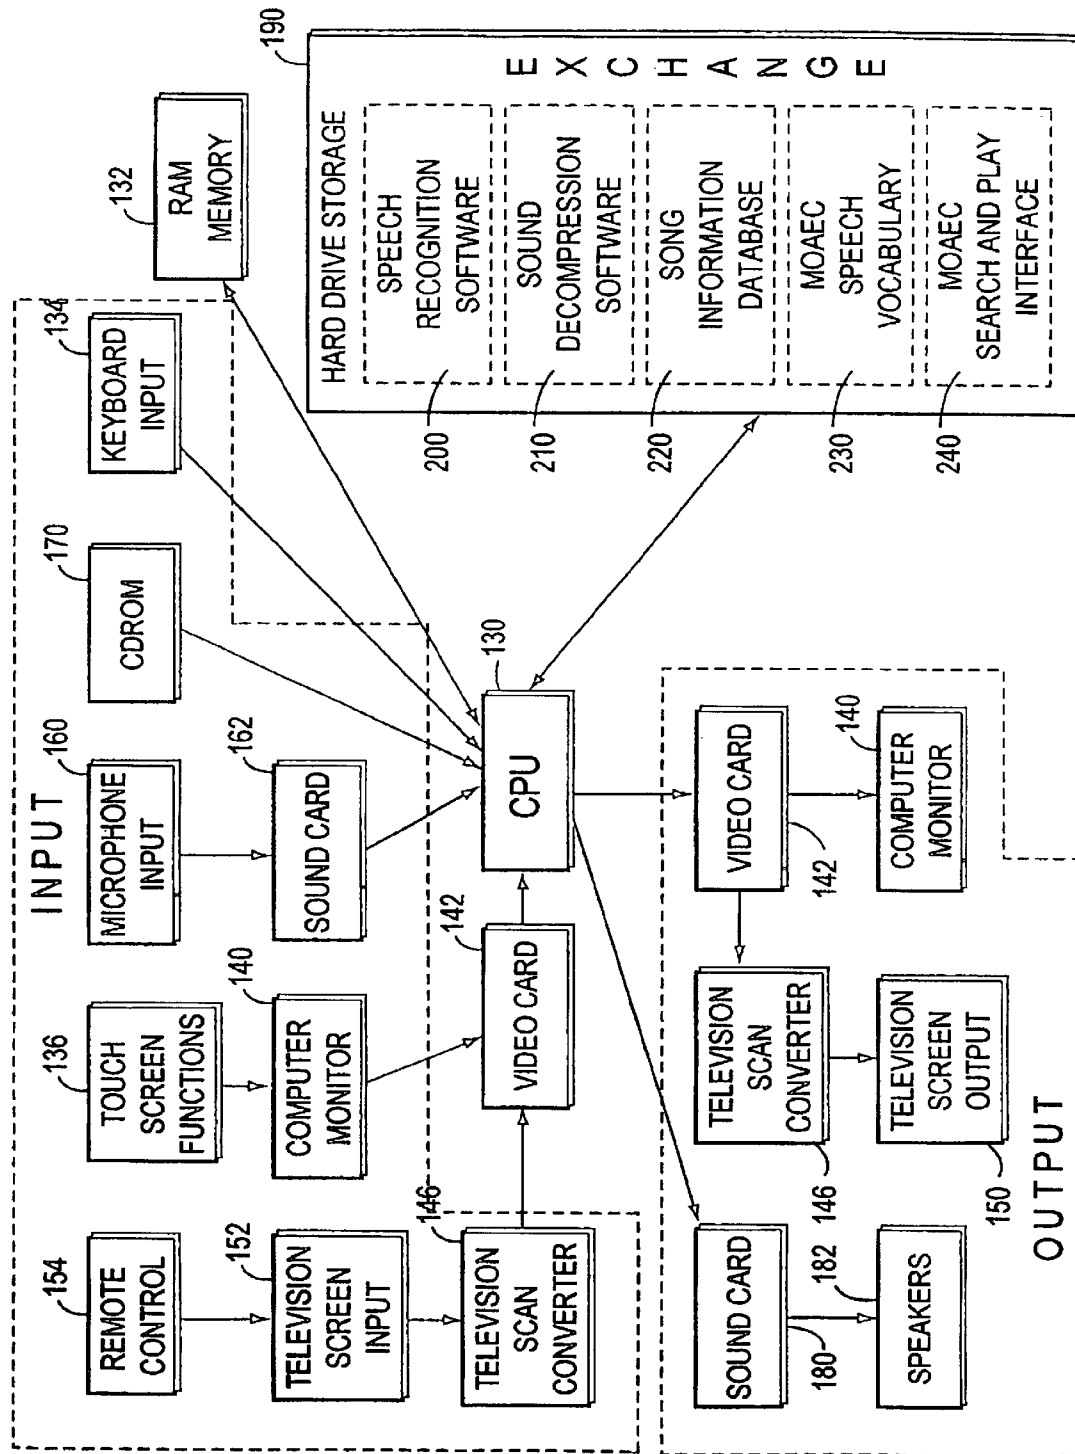 INPUT
154
REMOTE
CONTROL
152
TELEVISION
SCREEN
INPUT
146
TELEVISION
SCAN
CONVERTER
136
TOUCH
SCREEN
FUNCTIONS
140
COMPUTER
MONITOR
142
VIDEO CARD
160
MICROPHONE
INPUT
162
SOUND CARD
170
CDROM
134
KEYBOARD
INPUT
132
RAM
MEMORY
130
CPU
190
HARD DRIVE STORAGE
SPEECH
RECOGNITION
SOFTWARE
200
SOUND
DECOMPRESSION
SOFTWARE
210
SONG
INFORMATION
DATABASE
220
MOAEC
SPEECH
VOCABULARY
230
MOAEC
SEARCH AND PLAY
INTERFACE
240
EXCHANGE
SOUND CARD
180
182
SPEAKERS
VIDEO CARD
142
140
COMPUTER
MONITOR
TELEVISION
SCAN
CONVERTER
146
TELEVISION
SCREEN
OUTPUT
150
OUTPUT